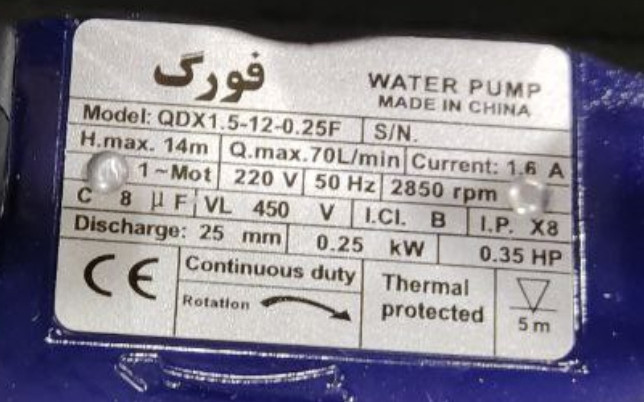 فورگ
WATER PUMP
MADE IN CHINA
Model: QDX1.5-12-0.25F S/N.
H.max. 14m Q.max.70L/min Current: 1.6 A
1~Mot 220 V 50 Hz 2850 rpm
C 8 µF VL 450 V I.Cl. B I.P. X8
Discharge: 25 mm 0.25 kW 0.35 HP
CE Continuous duty Thermal
Rotation protected
5 m